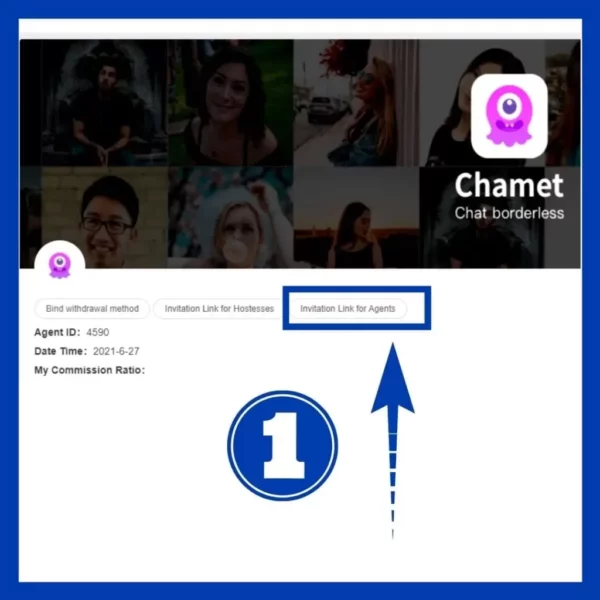 Chamet
Chat borderless
Bind withdrawal method
Invitation Link for Hostesses
Invitation Link for Agents
Agent ID: 4590
Date Time: 2021-6-27
My Commission Ratio:
1